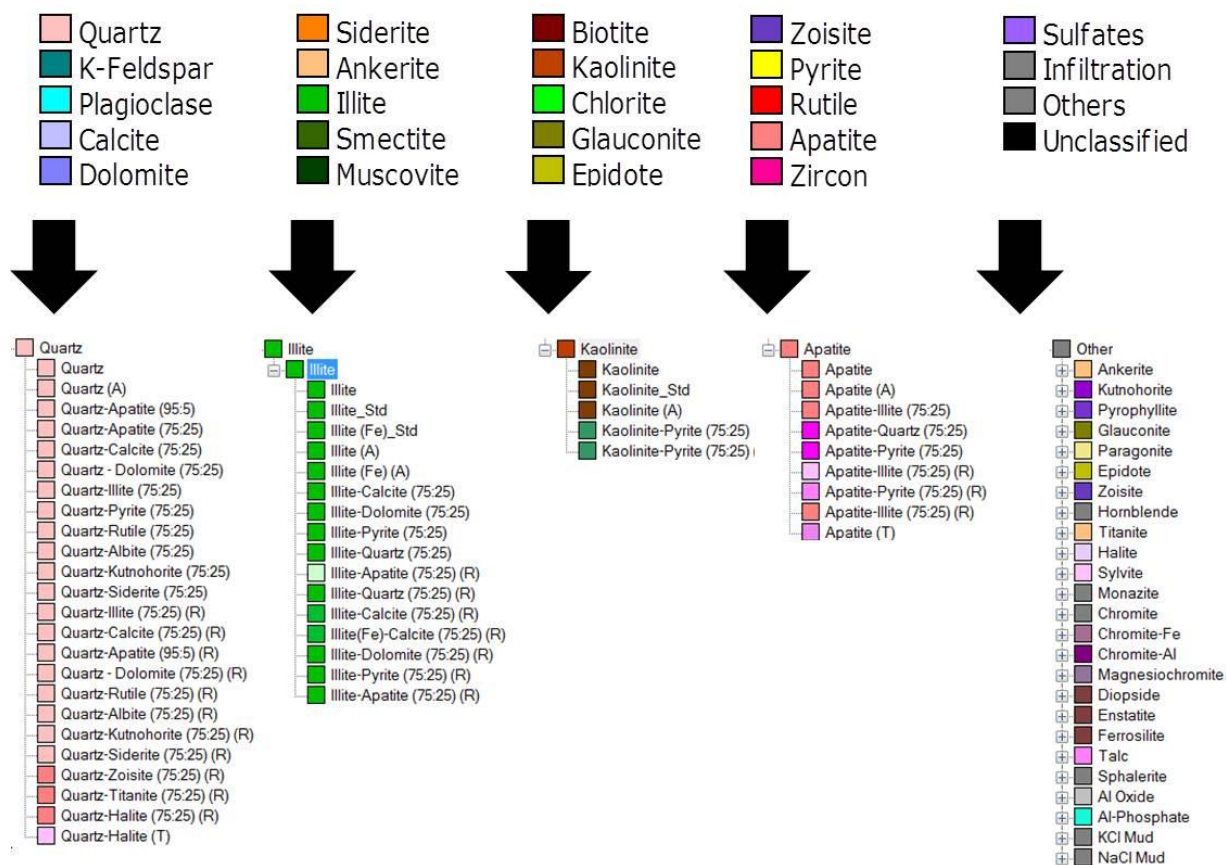 Quartz
K-Feldspar
Plagioclase
Calcite
Dolomite
Siderite
Ankerite
Illite
Smectite
Muscovite
Biotite
Kaolinite
Chlorite
Glauconite
Epidote
Zoisite
Pyrite
Rutile
Apatite
Zircon
Sulfates
Infiltration
Others
Unclassified
Quartz
Quartz
Quartz (A)
Quartz-Apatite (95:5)
Quartz-Apatite (75:25)
Quartz-Calcite (75:25)
Quartz - Dolomite (75:25)
Quartz-Illite (75:25)
Quartz-Pyrite (75:25)
Quartz-Rutile (75:25)
Quartz-Albite (75:25)
Quartz-Kutnohorite (75:25)
Quartz-Siderite (75:25)
Quartz-Illite (75:25) (R)
Quartz-Calcite (75:25) (R)
Quartz-Apatite (95:5) (R)
Quartz - Dolomite (75:25) (R)
Quartz-Rutile (75:25) (R)
Quartz-Albite (75:25) (R)
Quartz-Kutnohorite (75:25) (R)
Quartz-Siderite (75:25) (R)
Quartz-Zoisite (75:25) (R)
Quartz-Titanite (75:25) (R)
Quartz-Halite (75:25) (R)
Quartz-Halite (T)
Illite
Illite
Illite
Illite_Std
Illite (Fe)_Std
Illite (A)
Illite (Fe) (A)
Illite-Calcite (75:25)
Illite-Dolomite (75:25)
Illite-Pyrite (75:25)
Illite-Quartz (75:25)
Illite-Apatite (75:25) (R)
Illite-Quartz (75:25) (R)
Illite-Calcite (75:25) (R)
Illite(Fe)-Calcite (75:25) (R)
Illite-Dolomite (75:25) (R)
Illite-Pyrite (75:25) (R)
Illite-Apatite (75:25) (R)
Kaolinite
Kaolinite
Kaolinite_Std
Kaolinite (A)
Kaolinite-Pyrite (75:25)
Kaolinite-Pyrite (75:25) (
Apatite
Apatite
Apatite (A)
Apatite-Illite (75:25)
Apatite-Quartz (75:25)
Apatite-Pyrite (75:25)
Apatite-Illite (75:25) (R)
Apatite-Pyrite (75:25) (R)
Apatite-Illite (75:25) (R)
Apatite (T)
Other
Ankerite
Kutnohorite
Pyrophyllite
Glauconite
Paragonite
Epidote
Zoisite
Hornblende
Titanite
Halite
Sylvite
Monazite
Chromite
Chromite-Fe
Chromite-Al
Magnesiochromite
Diopside
Enstatite
Ferrosilite
Talc
Sphalerite
Al Oxide
Al-Phosphate
KCl Mud
NaCl Mud